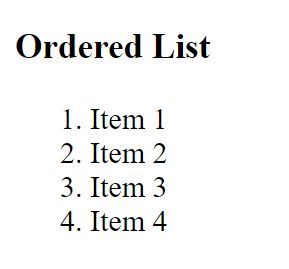 Ordered List
1. Item 1
2. Item 2
3. Item 3
4. Item 4